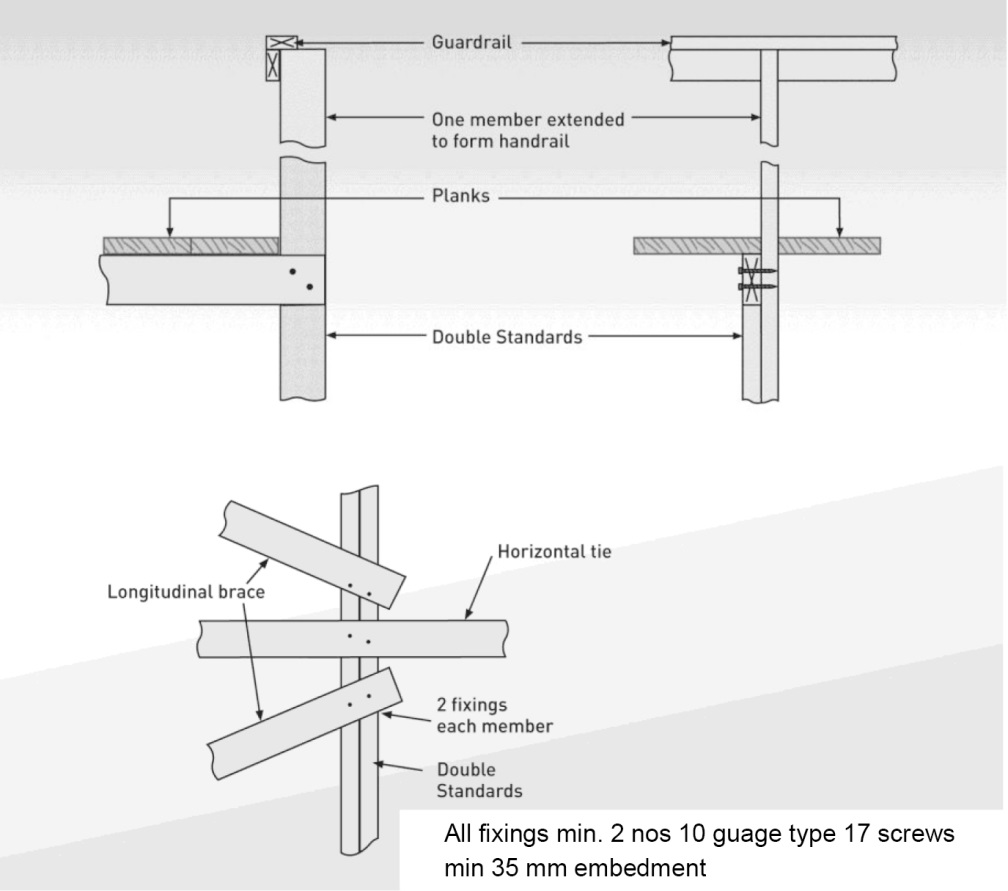 Guardrail
One member extended
to form handrail
Planks
Double Standards
Horizontal tie
Longitudinal brace
2 fixings
each member
Double
Standards
All fixings min. 2 nos 10 guage type 17 screws
min 35 mm embedment